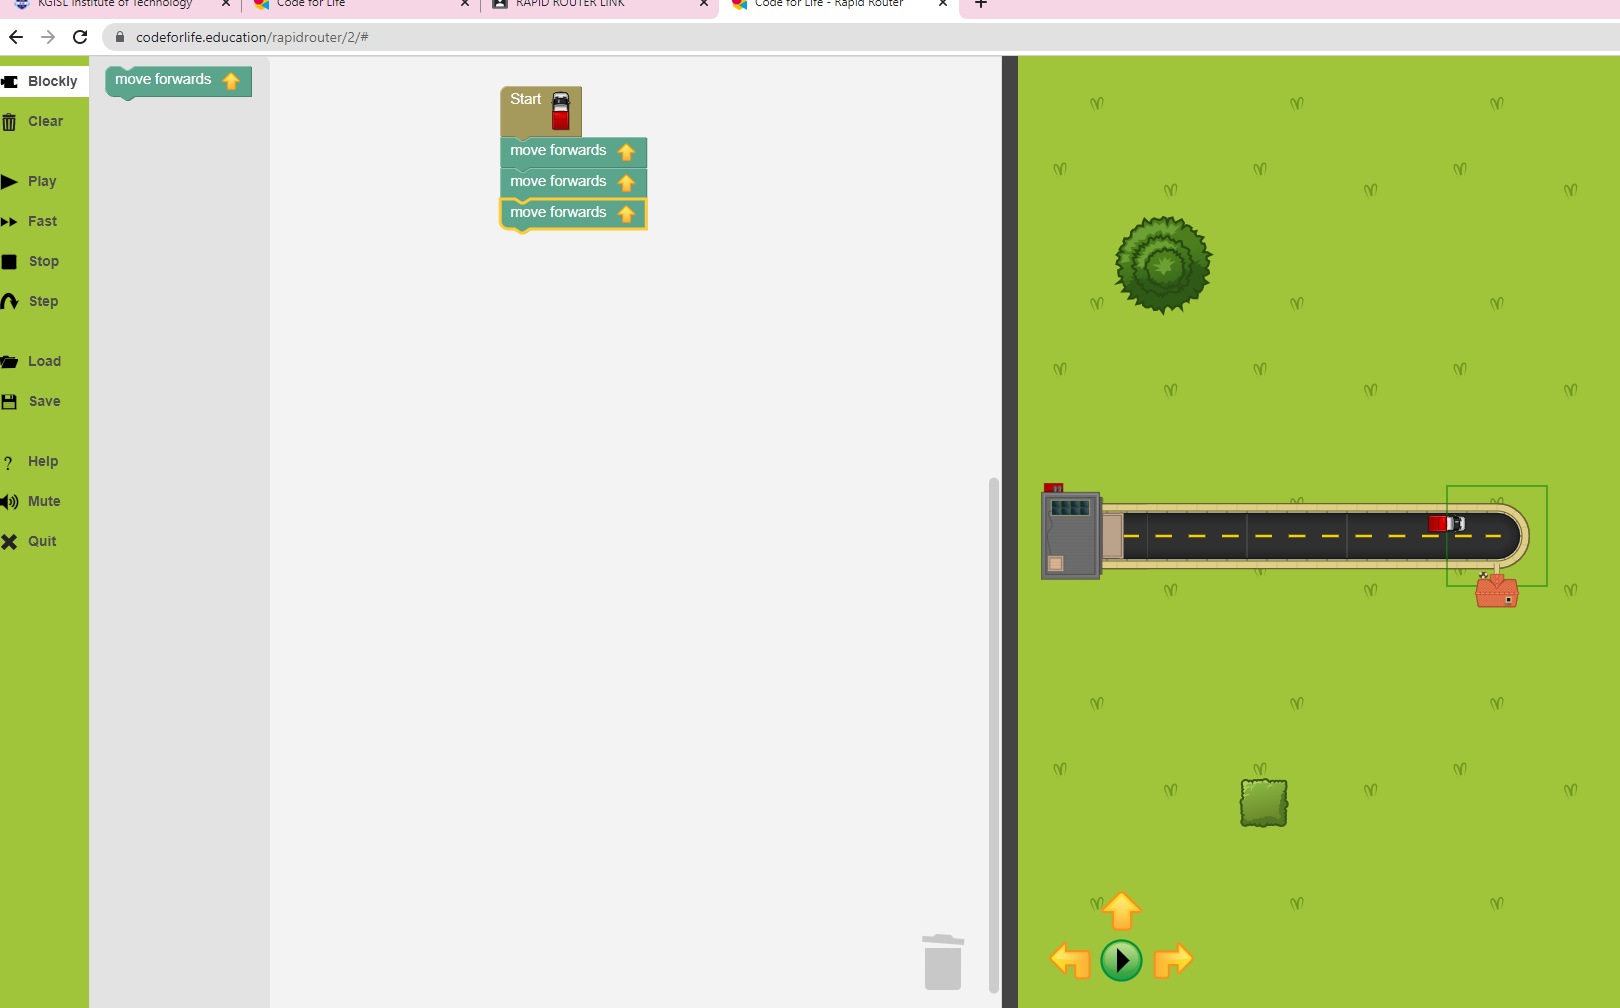 KGISL Institute of Technology
Code for Life
RAPID ROUTER LINK
Code for Life - Rapid Router
codeforlife.education/rapidrouter/2/#
Blockly
Clear
Play
Fast
Stop
Step
Load
Save
Help
Mute
Quit
move forwards
Start
move forwards
move forwards
move forwards